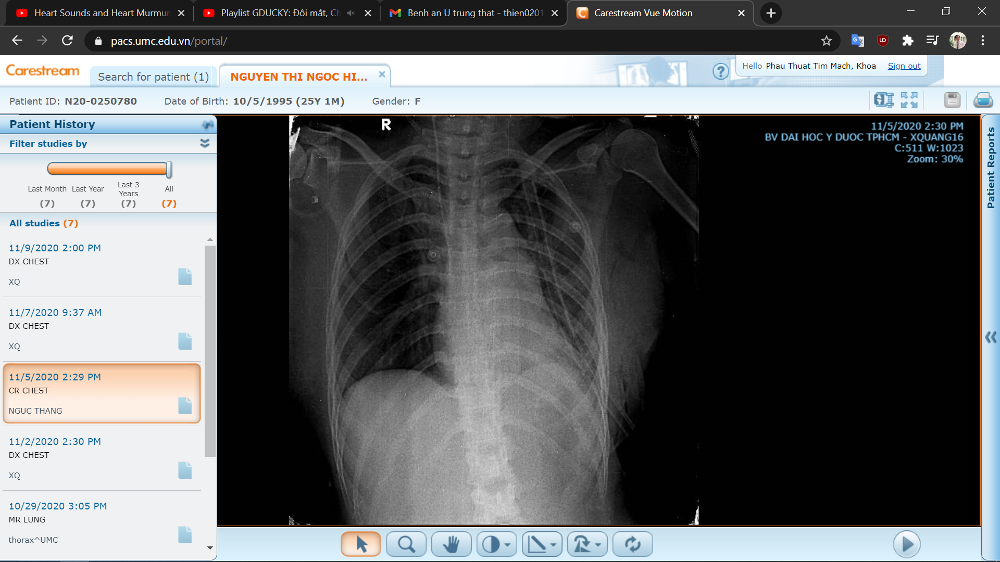 Heart Sounds and Heart Murmur
Playlist GDUCKY: Đôi mắt, Ch
Benh an U trung that - thien0201
Carestream Vue Motion
pacs.umc.edu.vn/portal/
Carestream
Search for patient (1)
NGUYEN THI NGOC HI...
Hello Phau Thuat Tim Mach, Khoa Sign out
Patient ID: N20-0250780 Date of Birth: 10/5/1995 (25Y 1M) Gender: F
Patient History
Filter studies by
Last Month
(7)
Last Year
(7)
Last 3
Years
(7)
All
(7)
All studies (7)
11/9/2020 2:00 PM
DX CHEST
XQ
11/7/2020 9:37 AM
DX CHEST
XQ
11/5/2020 2:29 PM
CR CHEST
NGUC THANG
11/2/2020 2:30 PM
DX CHEST
XQ
10/29/2020 3:05 PM
MR LUNG
thorax^UMC
R
11/5/2020 2:30 PM
BV DAI HOC Y DUOC TPHCM - XQUANG16
C:511 W:1023
Zoom: 30%
Patient Reports